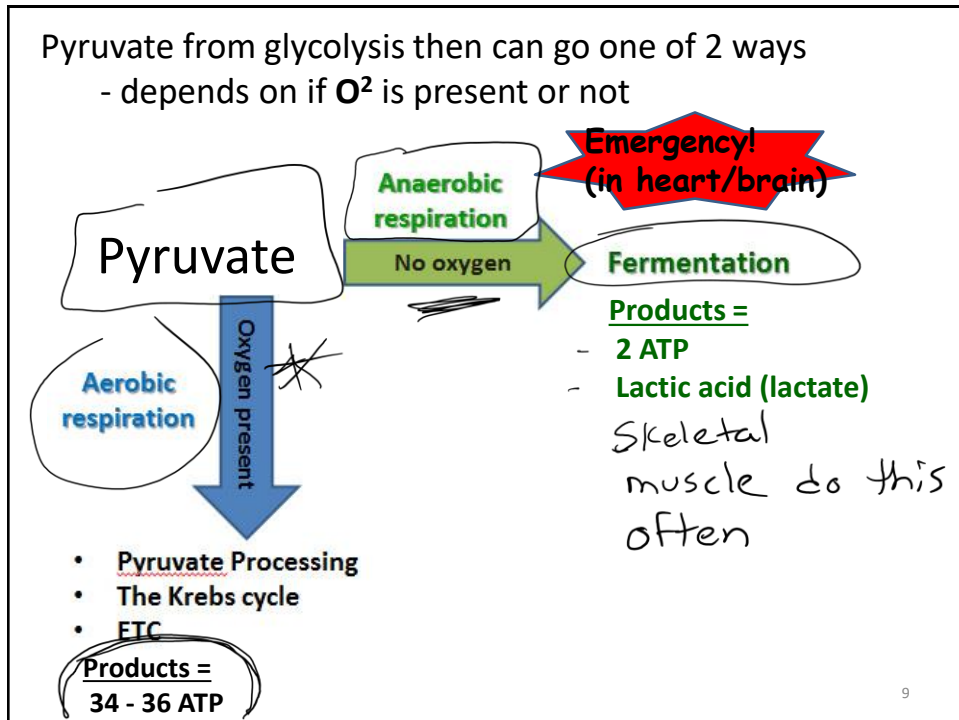 Pyruvate from glycolysis then can go one of 2 ways
- depends on if O² is present or not
Emergency!
(in heart/brain)
Anaerobic
respiration
Pyruvate
No oxygen
Fermentation
Products =
- 2 ATP
- Lactic acid (lactate)
Skeletal
muscle do this
often
Oxygen present
Aerobic
respiration
• Pyruvate Processing
• The Krebs cycle
• ETC
Products =
34 - 36 ATP
9